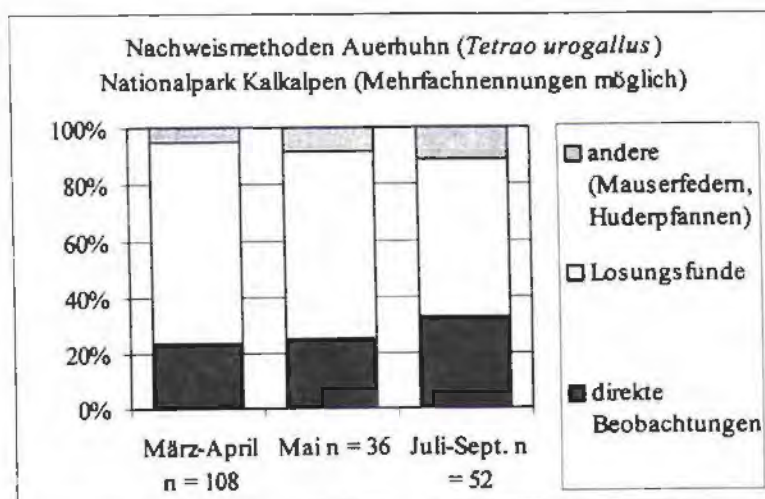 Nachweismethoden Auerhuhn (Tetrao urogallus)
Nationalpark Kalkalpen (Mehrfachnennungen möglich)
100%
80%
60%
40%
20%
0%
März-April
n = 108
Mai n = 36
Juli-Sept. n
= 52
andere
(Mauserfedern,
Huderpfannen)
Losungsfunde
direkte
Beobachtungen